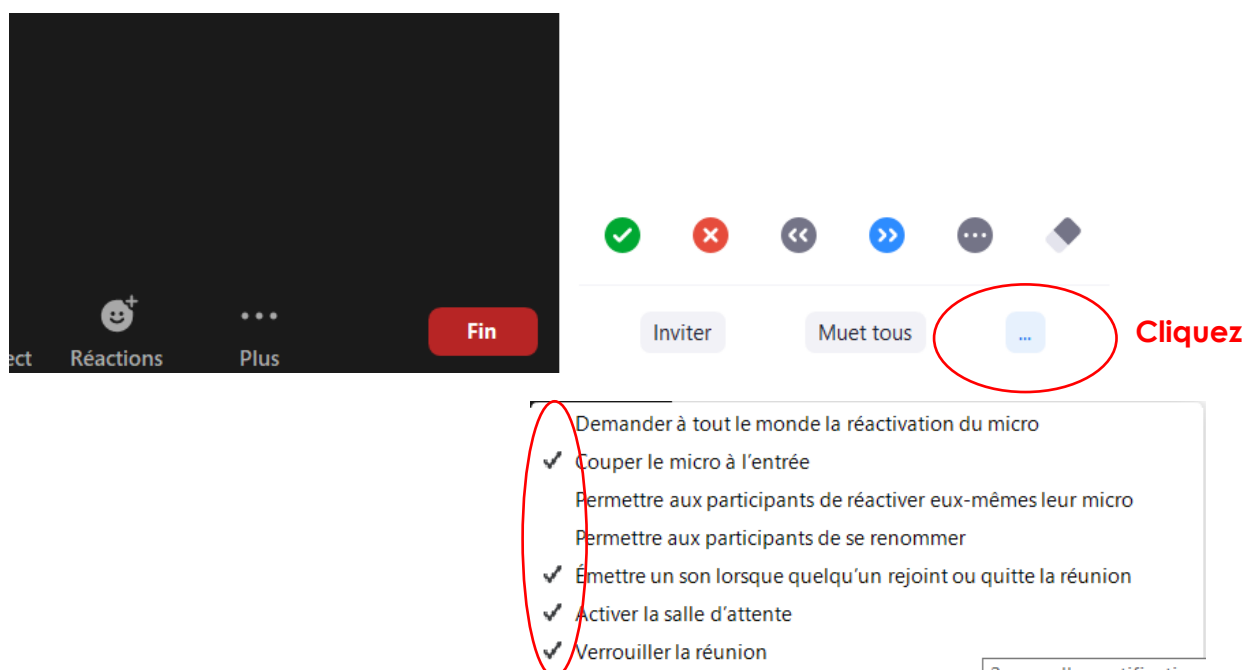 Fin
Réactions
Plus
Inviter
Muet tous
...
Cliquez
Demander à tout le monde la réactivation du micro
Couper le micro à l'entrée
Permettre aux participants de réactiver eux-mêmes leur micro
Permettre aux participants de se renommer
Émettre un son lorsque quelqu'un rejoint ou quitte la réunion
Activer la salle d'attente
Verrouiller la réunion